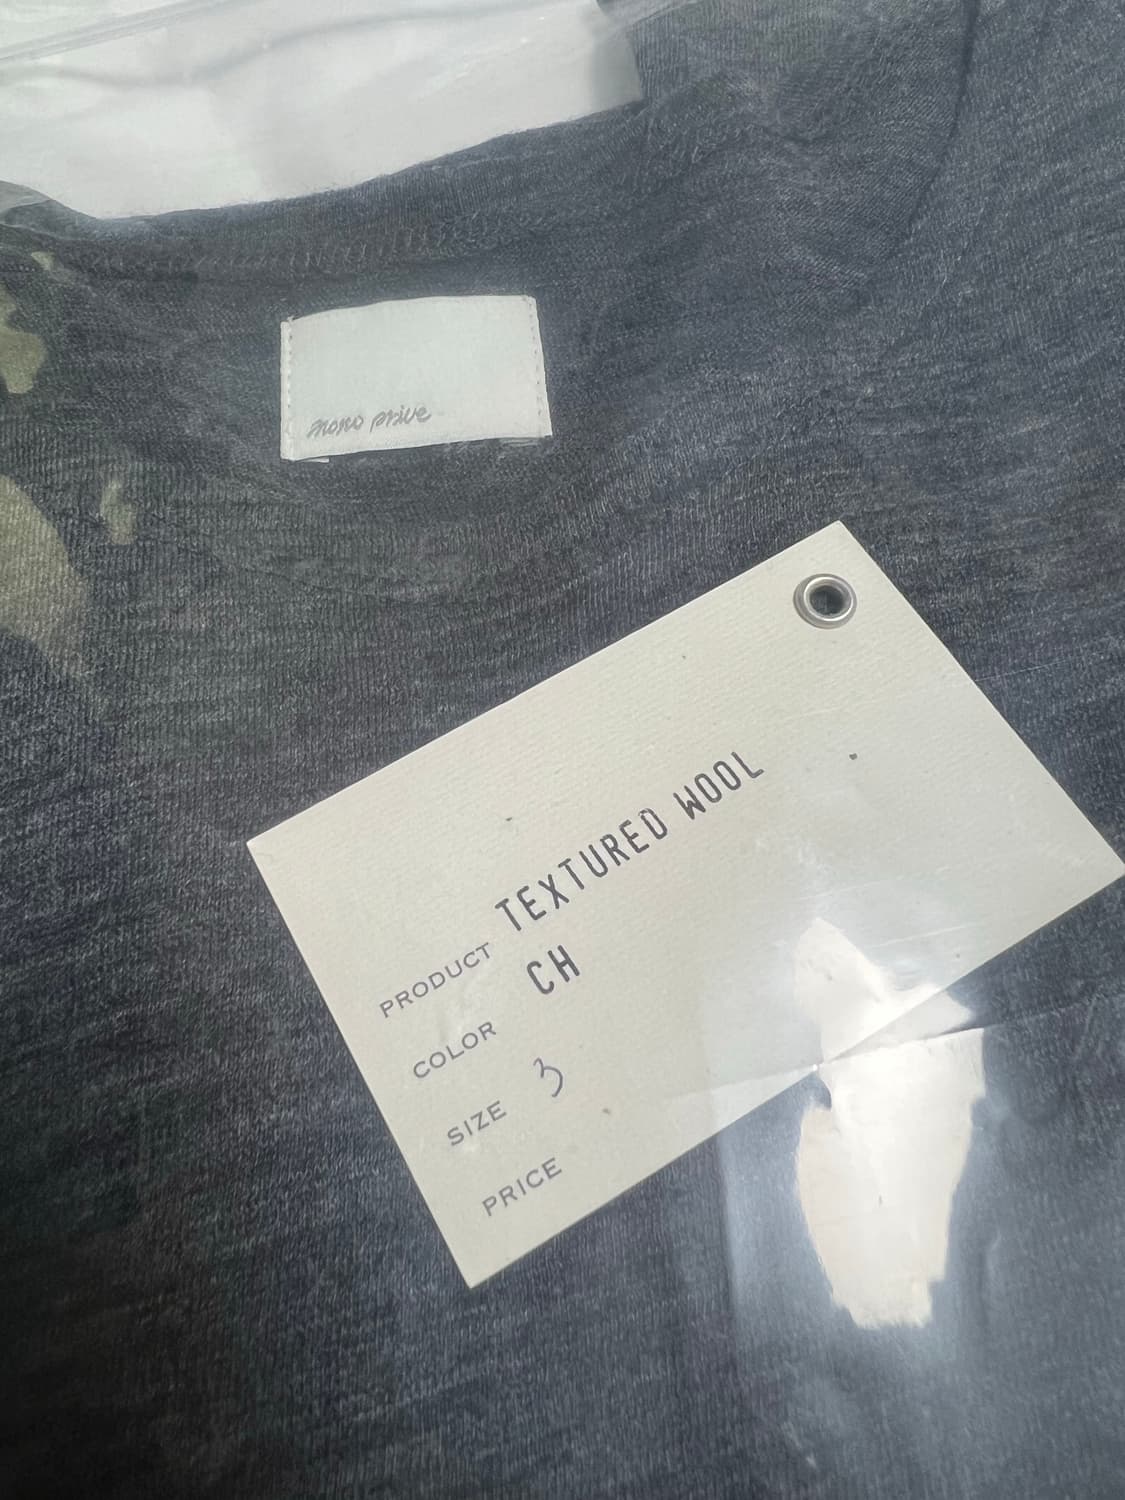 mono prive
PRODUCT TEXTURED WOOL
COLOR CH
SIZE 3
PRICE